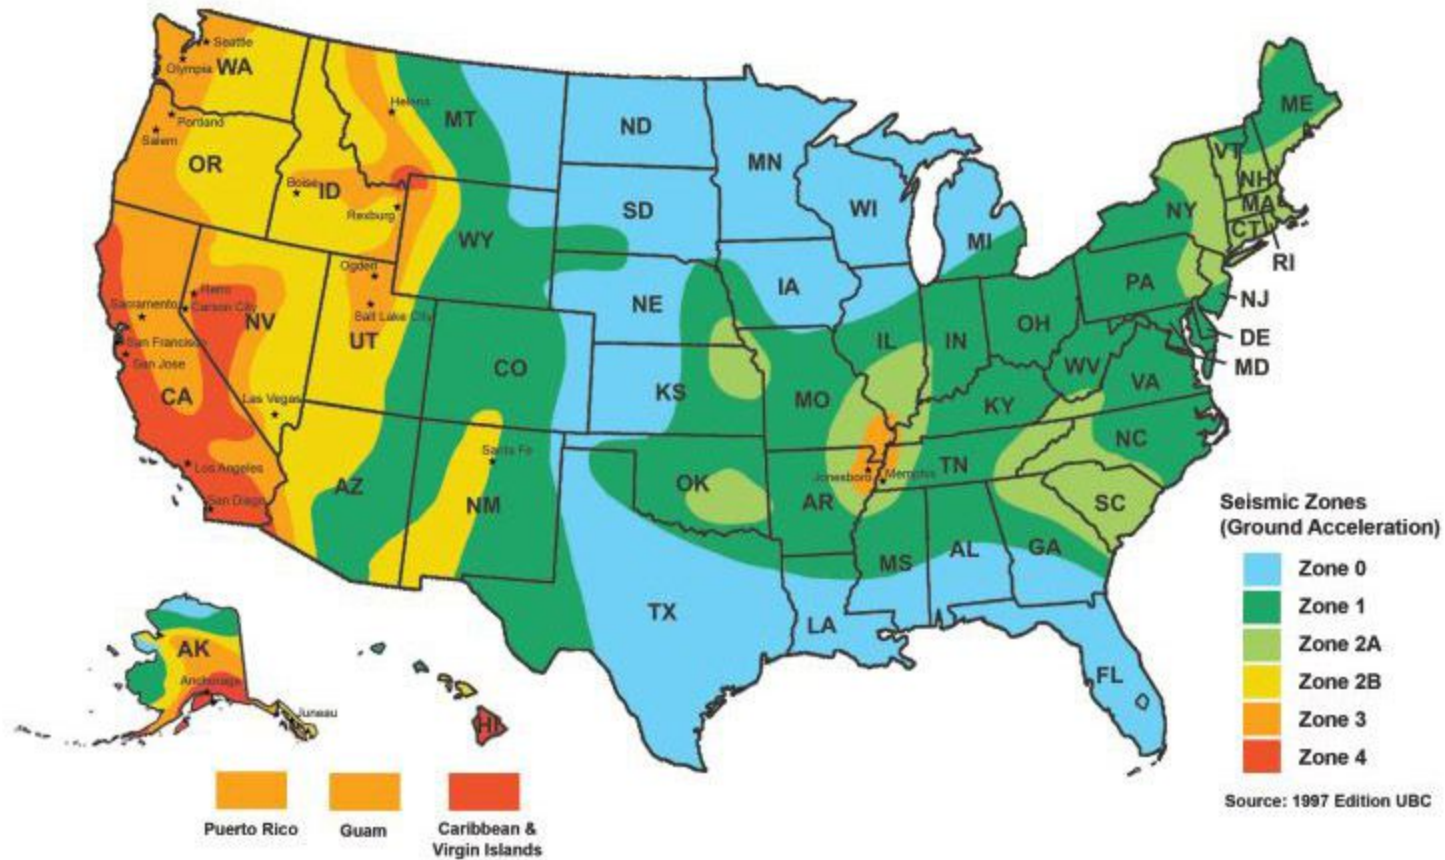 Seattle
Olympia
WA
Portland
Salem
OR
Boise
ID
Rexburg
Helena
MT
ND
MN
SD
WY
WI
MI
ME
VT
NH
MA
NY
CT
RI
PA
NJ
DE
MD
Ogden
Salt Lake City
UT
Reno
Carson City
NV
Sacramento
San Francisco
San Jose
CA
Las Vegas
Los Angeles
San Diego
NE
IA
IL
IN
OH
WV
VA
CO
KS
MO
KY
NC
TN
Santa Fe
AZ
NM
OK
AR
Jonesboro
Memphis
SC
MS
AL
GA
TX
LA
FL
AK
Anchorage
Juneau
HI
Puerto Rico
Guam
Caribbean &
Virgin Islands
Seismic Zones
(Ground Acceleration)
Zone 0
Zone 1
Zone 2A
Zone 2B
Zone 3
Zone 4
Source: 1997 Edition UBC